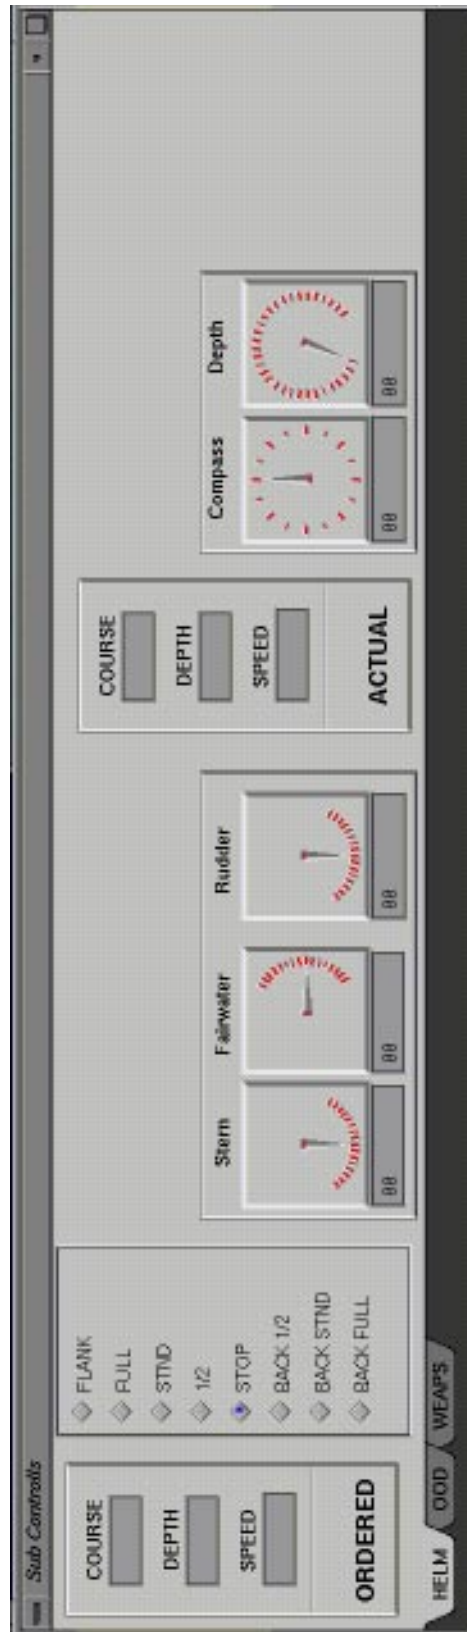 Sub Controlls
COURSE
DEPTH
SPEED
ORDERED
FLANK
FULL
STND
1/2
STOP
BACK 1/2
BACK STND
BACK FULL
Stern
Fairwater
Rudder
00
00
00
COURSE
DEPTH
SPEED
ACTUAL
Compass
Depth
00
00
HELM
OOD
WEAPS